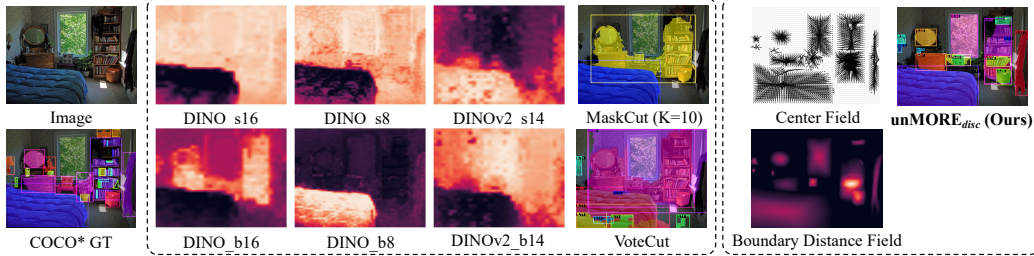 Image
DINO_s16
DINO_s8
DINOv2_s14
MaskCut (K=10)
Center Field
unMORE_disc (Ours)
COCO* GT
DINO_b16
DINO_b8
DINOv2_b14
VoteCut
Boundary Distance Field